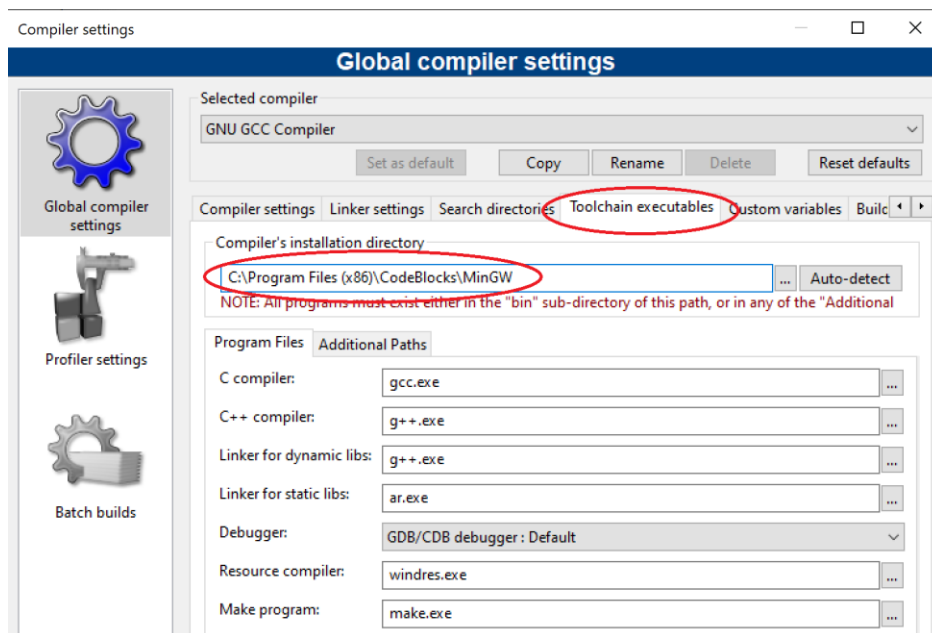 Compiler settings
Global compiler settings
Global compiler
settings
Profiler settings
Batch builds
Selected compiler
GNU GCC Compiler
Set as default Copy Rename Delete Reset defaults
Compiler settings Linker settings Search directories Toolchain executables Custom variables Build
Compiler's installation directory
C:\Program Files (x86)\CodeBlocks\MinGW ... Auto-detect
NOTE: All programs must exist either in the "bin" sub-directory of this path, or in any of the "Additional
Program Files Additional Paths
C compiler: gcc.exe ...
C++ compiler: g++.exe ...
Linker for dynamic libs: g++.exe ...
Linker for static libs: ar.exe ...
Debugger: GDB/CDB debugger : Default
Resource compiler: windres.exe ...
Make program: make.exe ...